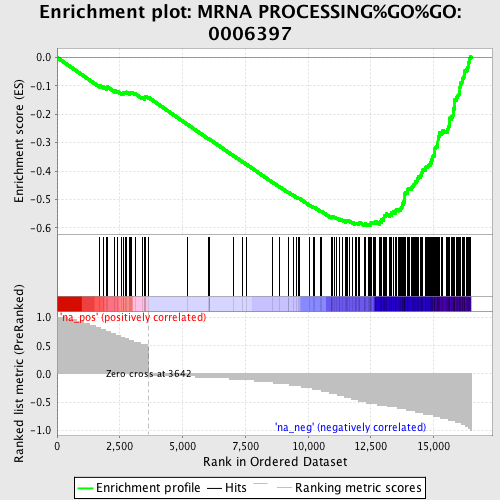 Enrichment plot: MRNA PROCESSING%GO%GO:
0006397
Enrichment score (ES)
0.0
-0.1
-0.2
-0.3
-0.4
-0.5
-0.6
Ranked list metric (PreRanked)
1.0
0.5
0.0
-0.5
-1.0
'na_pos' (positively correlated)
Zero cross at 3642
'na_neg' (negatively correlated)
0
2,500
5,000
7,500
10,000
12,500
15,000
Rank in Ordered Dataset
Enrichment profile
Hits
Ranking metric scores